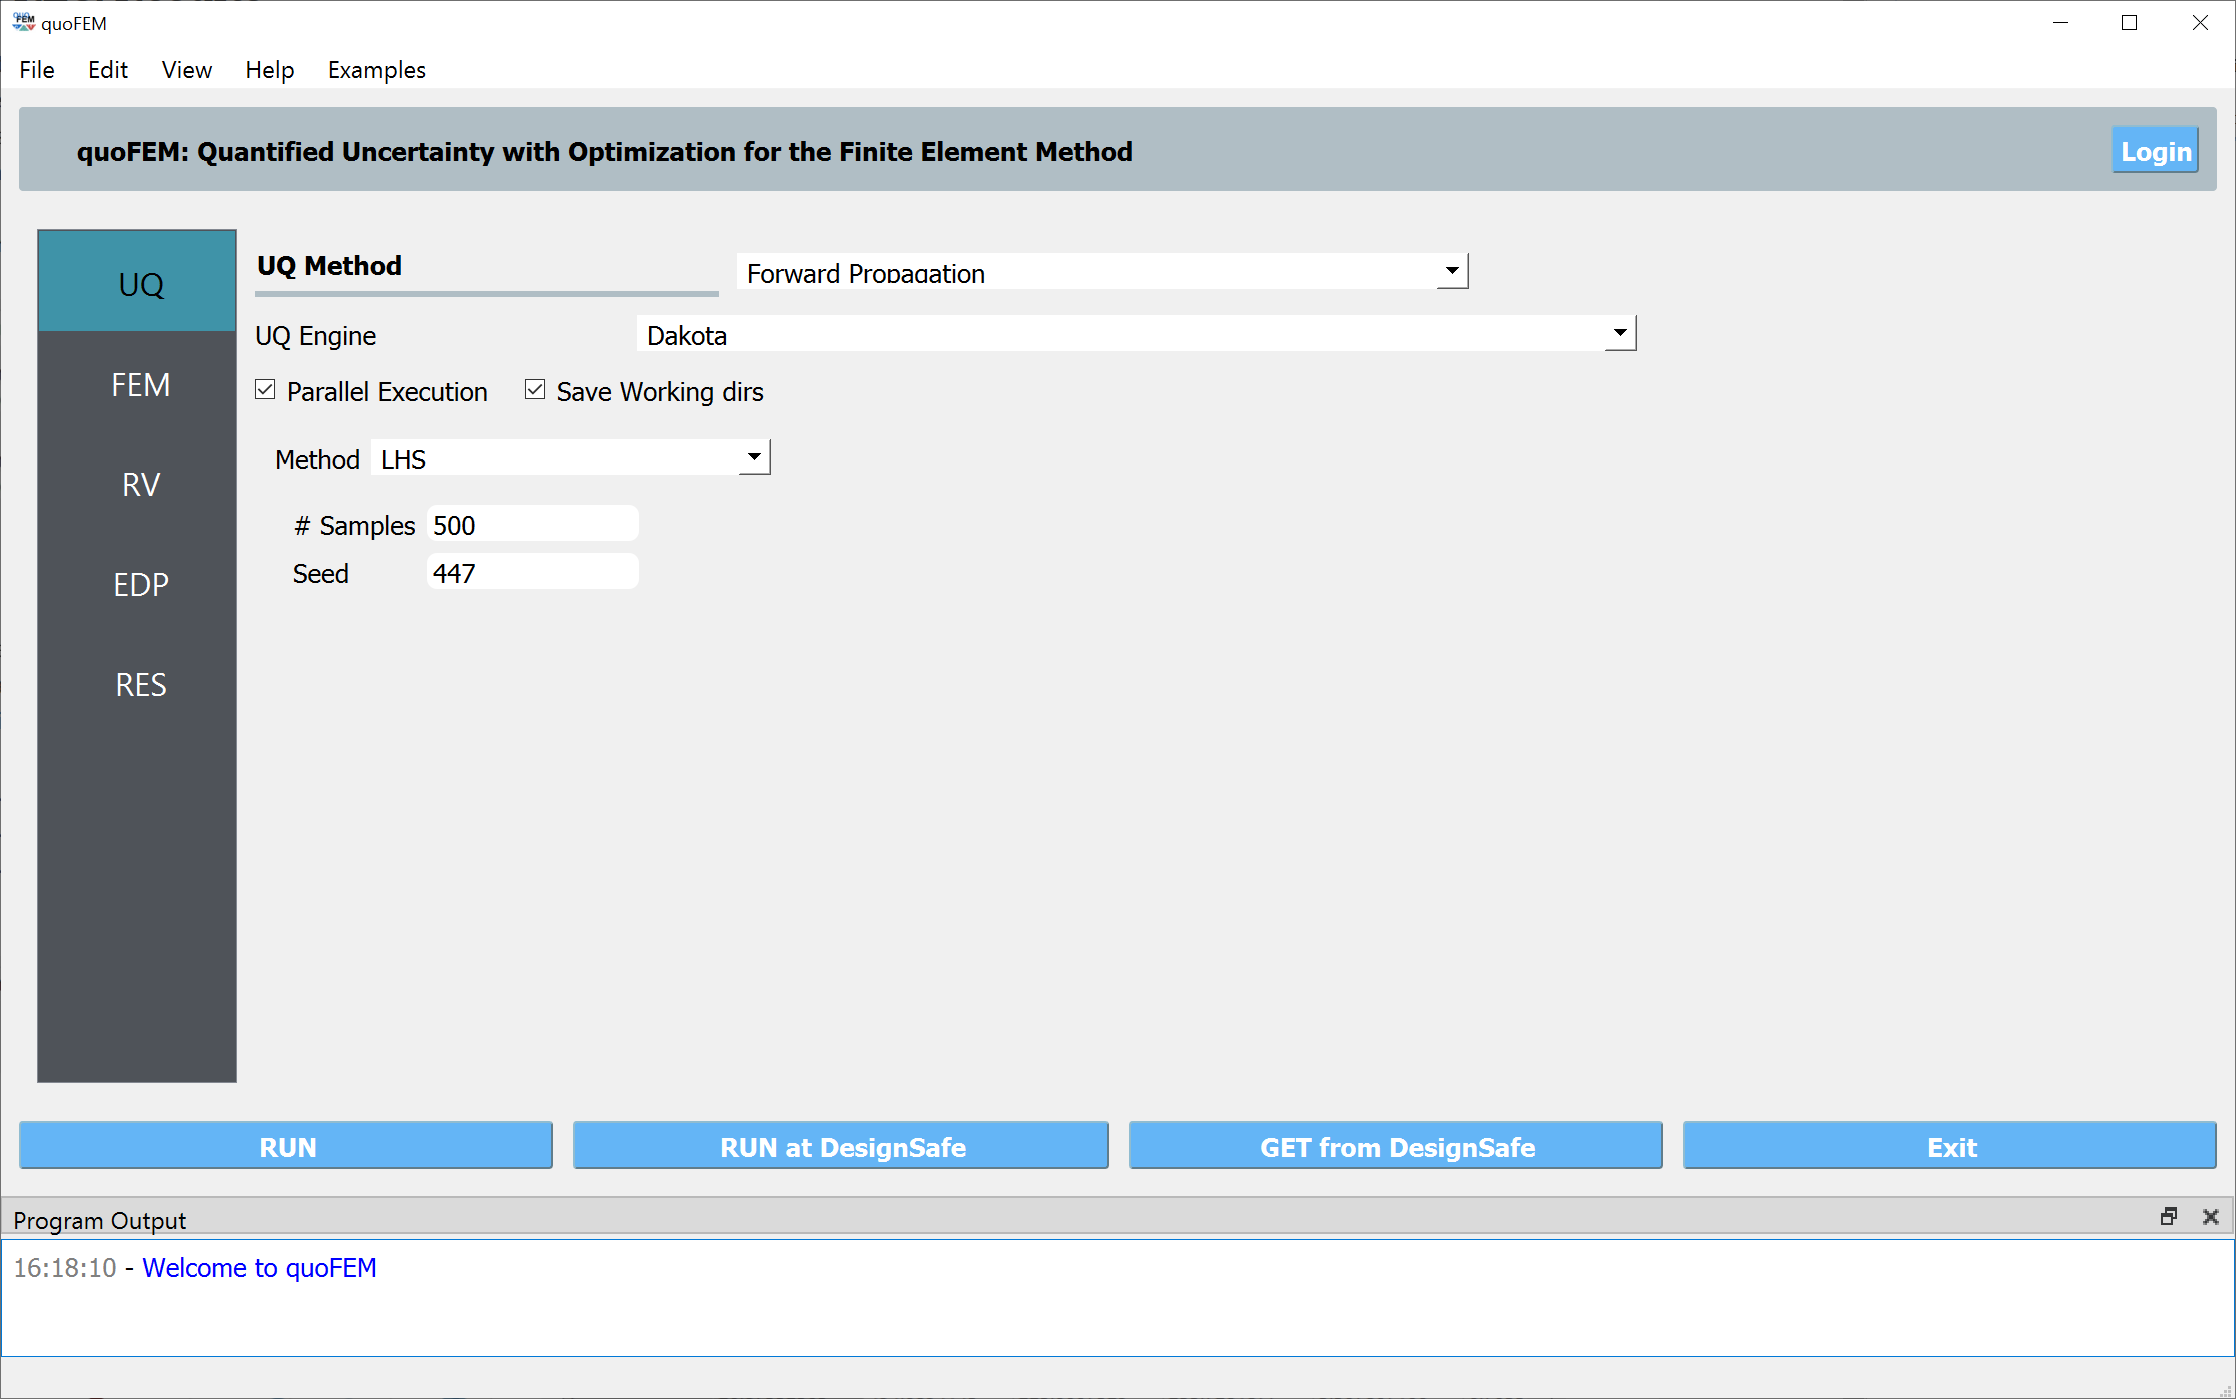 quoFEM
File Edit View Help Examples
quoFEM: Quantified Uncertainty with Optimization for the Finite Element Method
Login
UQ
FEM
RV
EDP
RES
UQ Method Forward Propagation
UQ Engine Dakota
Parallel Execution Save Working dirs
Method LHS
# Samples 500
Seed 447
RUN RUN at DesignSafe GET from DesignSafe Exit
Program Output
16:18:10 - Welcome to quoFEM